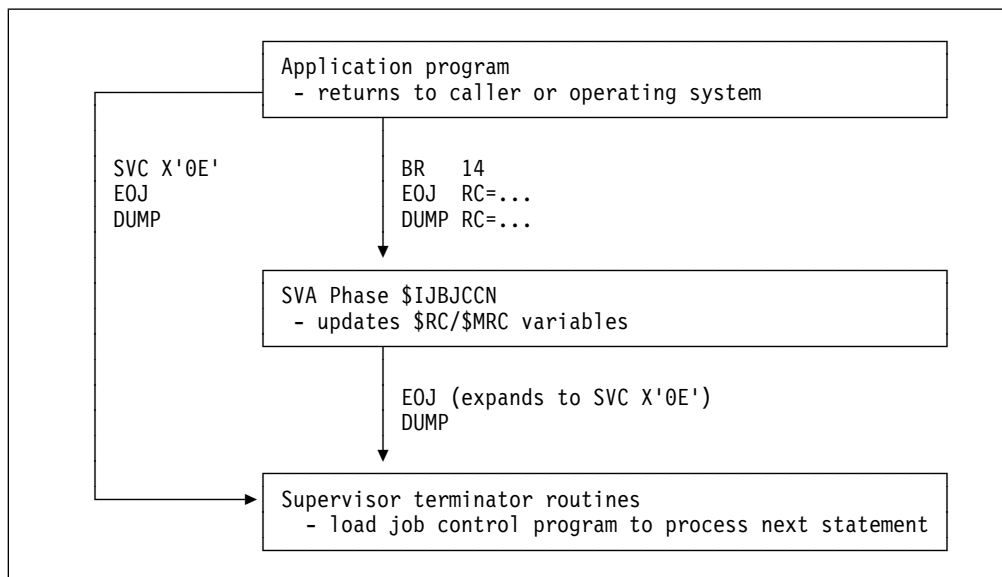 Application program
- returns to caller or operating system
SVC X'0E'
EOJ
DUMP
BR 14
EOJ RC=...
DUMP RC=...
SVA Phase $IJBJCCN
- updates $RC/$MRC variables
EOJ (expands to SVC X'0E')
DUMP
Supervisor terminator routines
- load job control program to process next statement